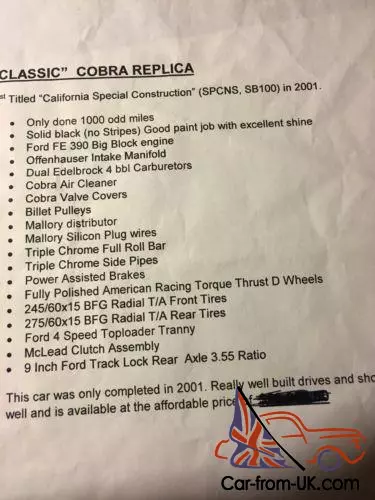 CLASSIC” COBRA REPLICA
st Titled “California Special Construction” (SPCNS, SB100) in 2001.
• Only done 1000 odd miles
• Solid black (no Stripes) Good paint job with excellent shine
• Ford FE 390 Big Block engine
• Offenhauser Intake Manifold
• Dual Edelbrock 4 bbl Carburetors
• Cobra Air Cleaner
• Cobra Valve Covers
• Billet Pulleys
• Mallory distributor
• Mallory Silicon Plug wires
• Triple Chrome Full Roll Bar
• Triple Chrome Side Pipes
• Power Assisted Brakes
• Fully Polished American Racing Torque Thrust D Wheels
• 245/60x15 BFG Radial T/A Front Tires
• 275/60x15 BFG Radial T/A Rear Tires
• Ford 4 Speed Toploader Tranny
• McLead Clutch Assembly
• 9 Inch Ford Track Lock Rear Axle 3.55 Ratio
This car was only completed in 2001. Really well built drives and sho
well and is available at the affordable price of
Car-from-UK.com